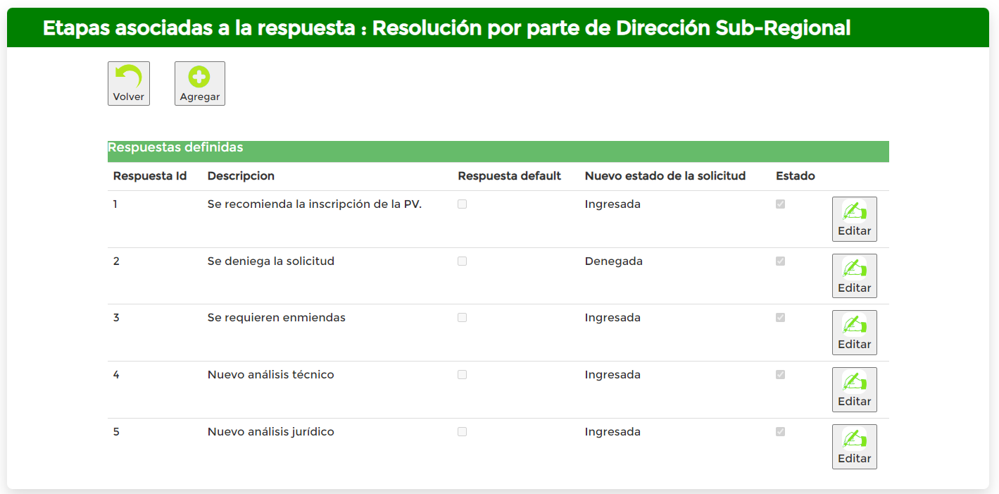 Etapas asociadas a la respuesta : Resolución por parte de Dirección Sub-Regional
Volver Agregar
Respuestas definidas
Respuesta Id Descripcion Respuesta default Nuevo estado de la solicitud Estado
1 Se recomienda la inscripción de la PV. Ingresada
Editar
2 Se deniega la solicitud Denegada
Editar
3 Se requieren enmiendas Ingresada
Editar
4 Nuevo análisis técnico Ingresada
Editar
5 Nuevo análisis jurídico Ingresada
Editar